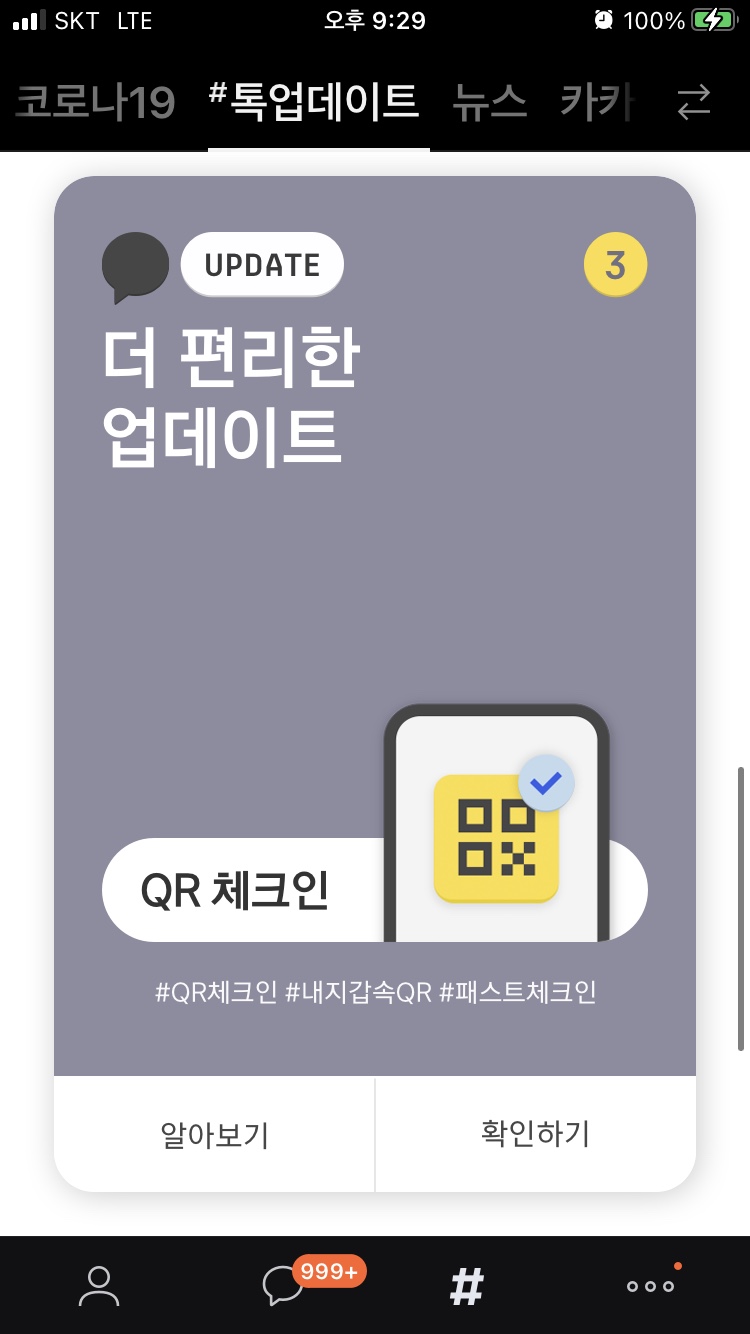 SKT LTE 오후 9:29 100%
코로나19 #톡업데이트 뉴스 카카
UPDATE 3
더 편리한
업데이트
QR 체크인
#QR체크인 #내지갑속QR #패스트체크인
알아보기 확인하기
999+ #